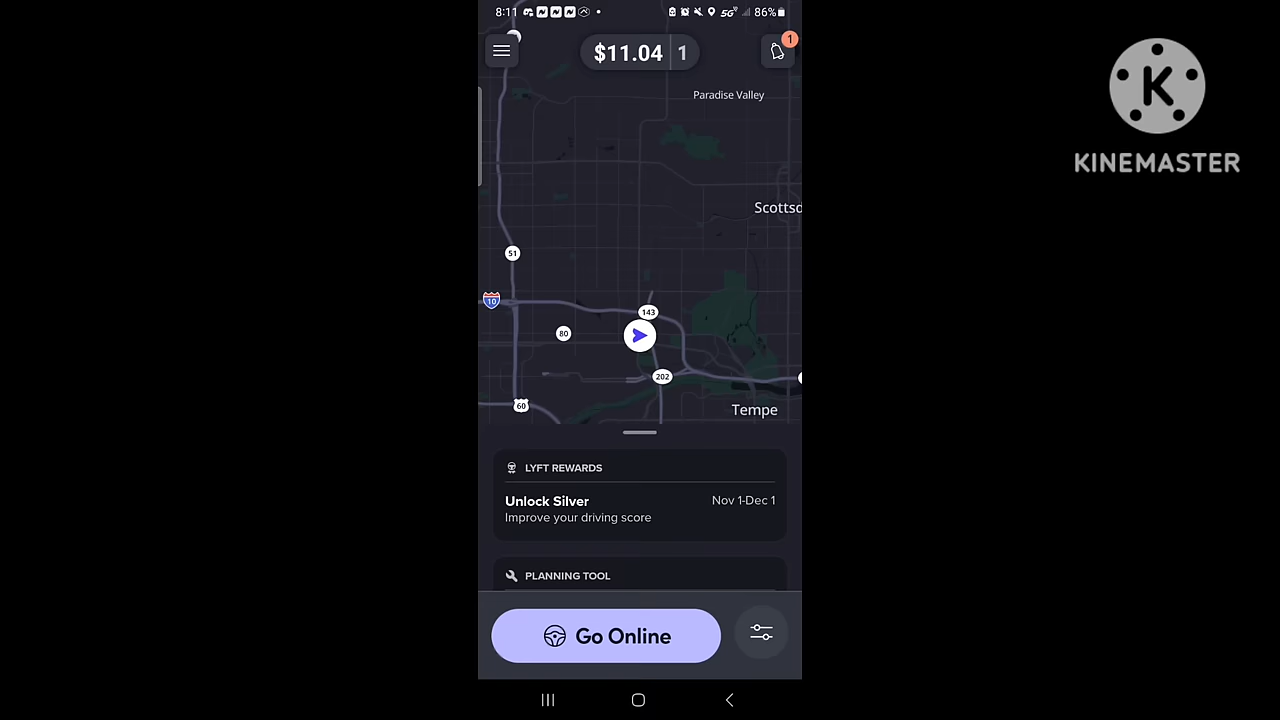 8:11
5G
86%
$11.04 1
1
Paradise Valley
Scottsd
51
10
143
80
202
60
Tempe
LYFT REWARDS
Unlock Silver
Nov 1-Dec 1
Improve your driving score
PLANNING TOOL
Go Online
K
KINEMASTER